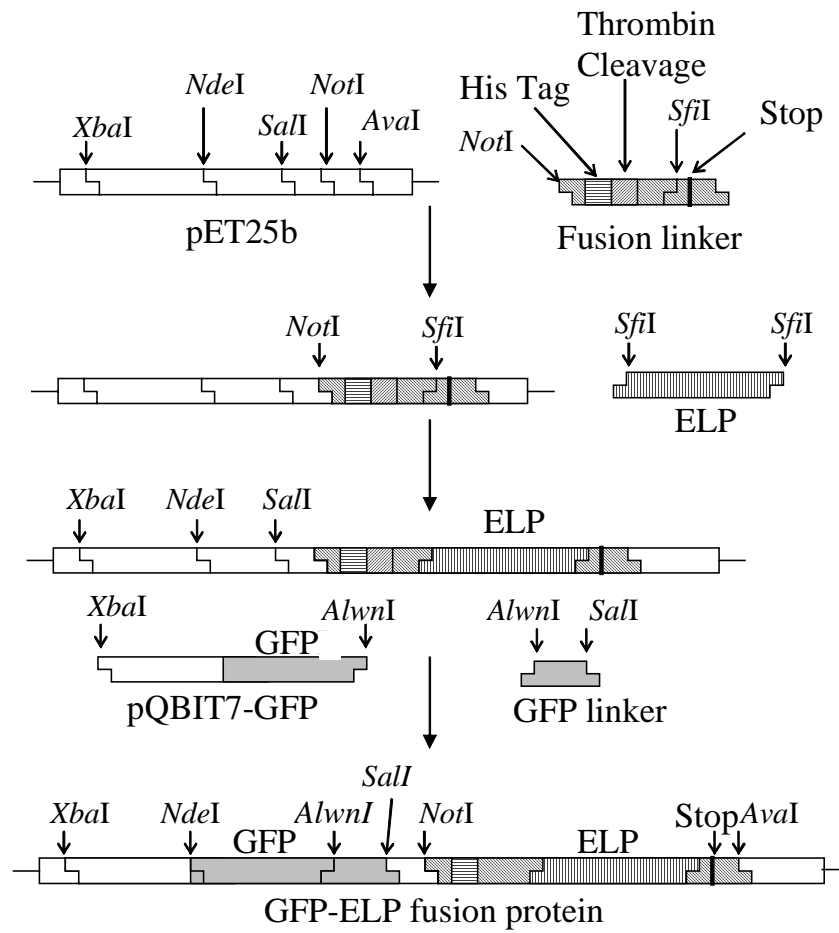 Thrombin
Cleavage
NdeI
NotI
His Tag
XbaI
SalI
AvaI
SfiI
Stop
NotI
pET25b
Fusion linker
NotI
SfiI
SfiI
SfiI
ELP
XbaI
NdeI
SalI
ELP
XbaI
AlwnI
AlwnI
SalI
GFP
pQBIT7-GFP
GFP linker
SalI
XbaI
NdeI
GFP
AlwnI
NotI
ELP
Stop
AvaI
GFP-ELP fusion protein